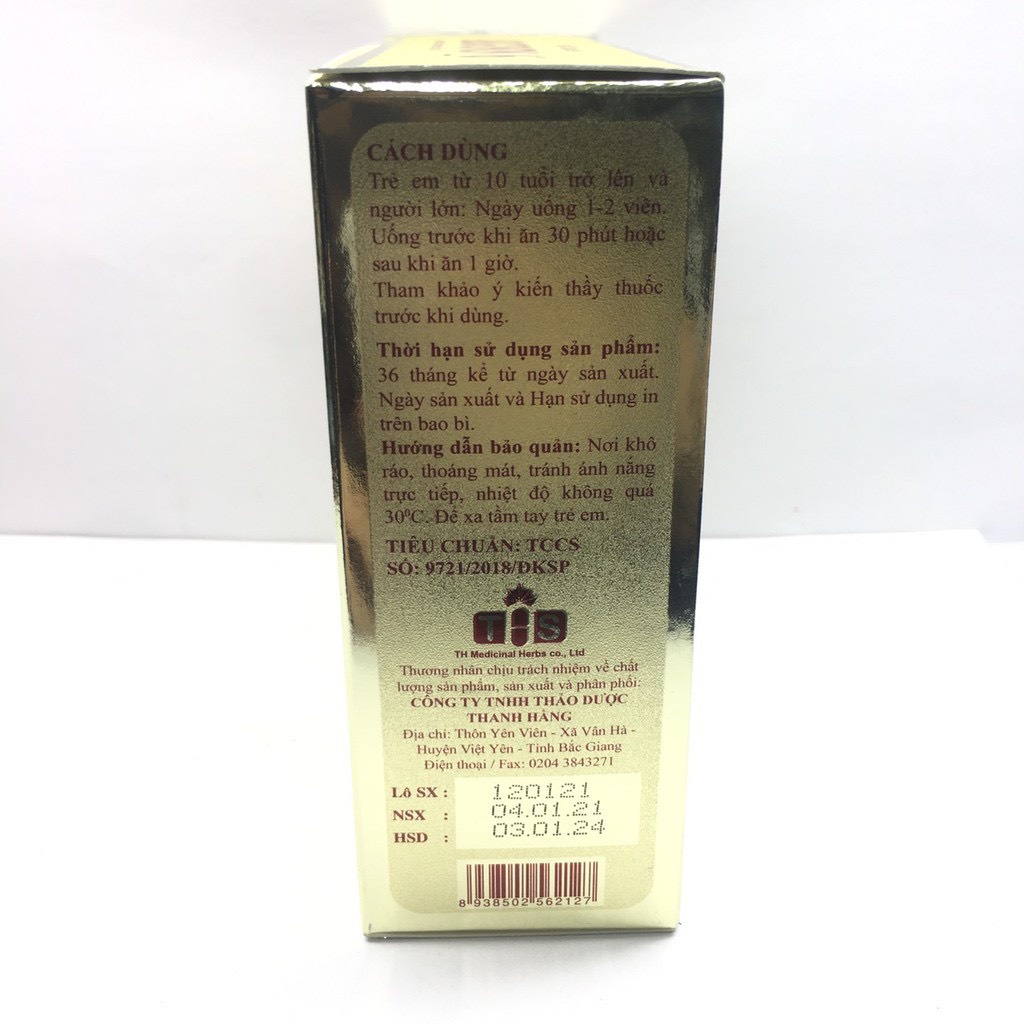 CÁCH DÙNG
Trẻ em từ 10 tuổi trở lên và
người lớn: Ngày uống 1-2 viên.
Uống trước khi ăn 30 phút hoặc
sau khi ăn 1 giờ.
Tham khảo ý kiến thầy thuốc
trước khi dùng.
Thời hạn sử dụng sản phẩm:
36 tháng kể từ ngày sản xuất.
Ngày sản xuất và Hạn sử dụng in
trên bao bì.
Hướng dẫn bảo quản: Nơi khô
ráo, thoáng mát, tránh ánh nắng
trực tiếp, nhiệt độ không quá
30⁰C. Để xa tầm tay trẻ em.
TIÊU CHUẨN: TCCS
SỐ: 9721/2018/ĐKSP
THS
TH Medicinal Herbs co., Ltd
Thương nhân chịu trách nhiệm về chất
lượng sản phẩm, sản xuất và phân phối:
CÔNG TY TNHH THẢO DƯỢC
THANH HẰNG
Địa chỉ: Thôn Yên Viên - Xã Vân Hà -
Huyện Việt Yên - Tỉnh Bắc Giang
Điện thoại / Fax: 0204 3843271
Lô SX : 120121
NSX : 04.01.21
HSD : 03.01.24
8 938502 562127